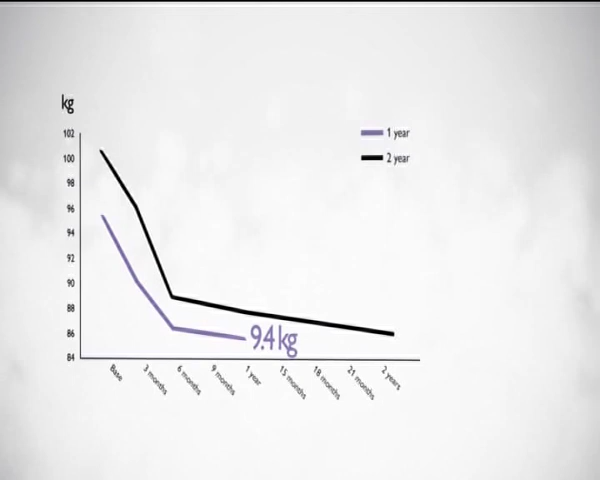 kg
102
100
98
96
94
92
90
88
86
84
1 year
2 year
9.4 kg
Base
3 months
6 months
9 months
1 year
15 months
18 months
21 months
2 years